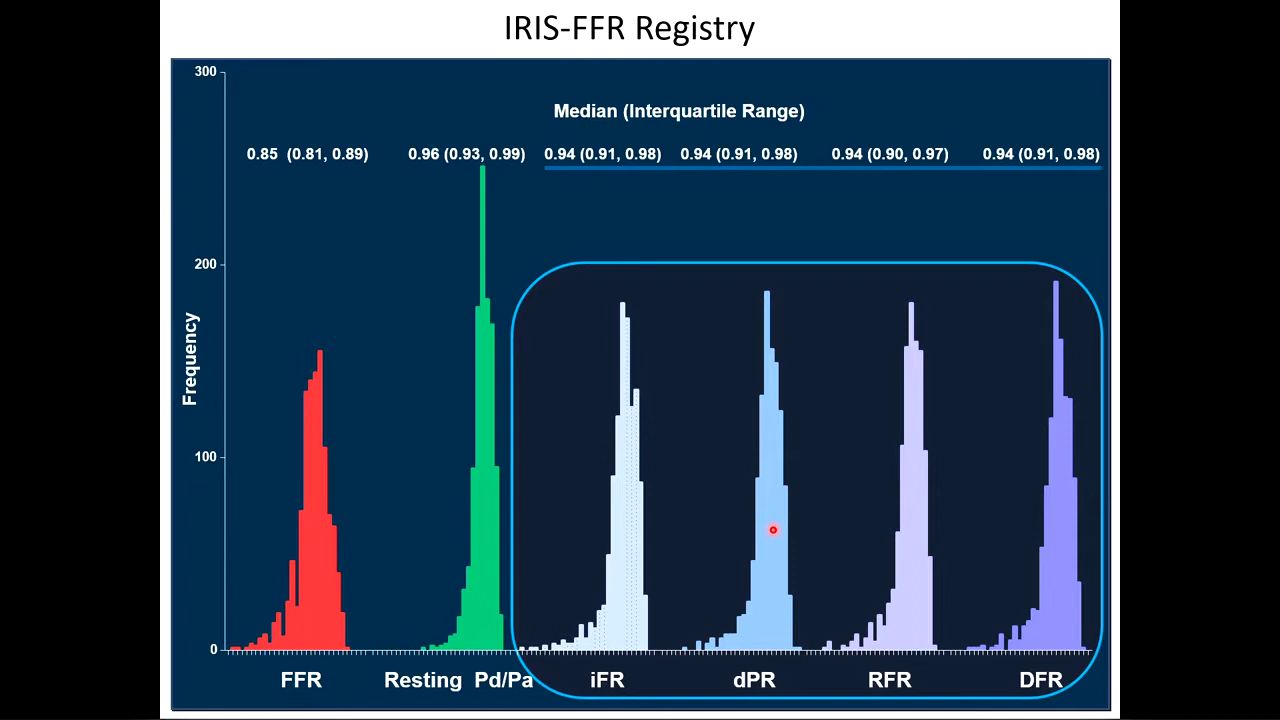 IRIS-FFR Registry
300
Median (Interquartile Range)
0.85 (0.81, 0.89) 0.96 (0.93, 0.99) 0.94 (0.91, 0.98) 0.94 (0.91, 0.98) 0.94 (0.90, 0.97) 0.94 (0.91, 0.98)
200
Frequency
100
0
FFR Resting Pd/Pa iFR dPR RFR DFR